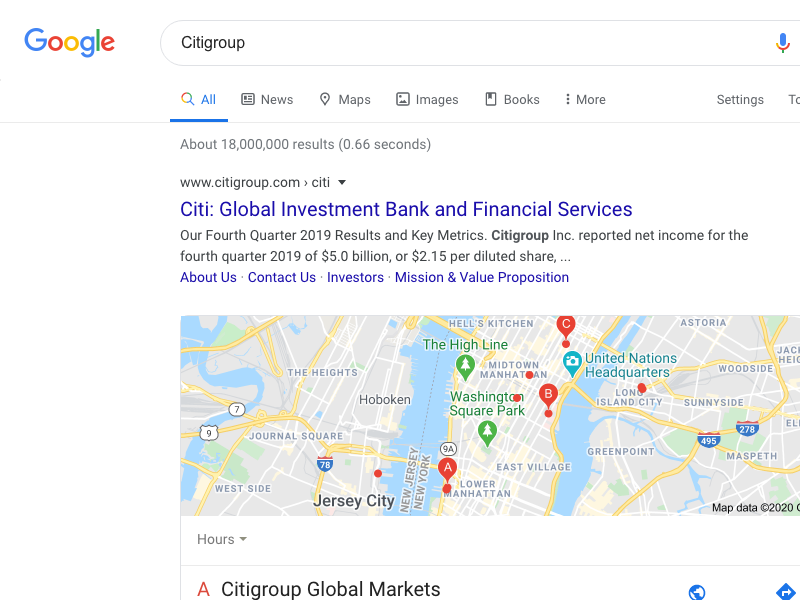 Google
Citigroup
All
News
Maps
Images
Books
More
Settings
About 18,000,000 results (0.66 seconds)
www.citigroup.com › citi
Citi: Global Investment Bank and Financial Services
Our Fourth Quarter 2019 Results and Key Metrics. Citigroup Inc. reported net income for the
fourth quarter 2019 of $5.0 billion, or $2.15 per diluted share, ...
About Us · Contact Us · Investors · Mission & Value Proposition
HELL'S KITCHEN
C
ASTORIA
The High Line
United Nations
Headquarters
MIDTOWN
MANHATTAN
WOODSIDE
THE HEIGHTS
Hoboken
B
LONG
ISLAND CITY
SUNNYSIDE
Washington
Square Park
7
9
JOURNAL SQUARE
278
495
9A
GREENPOINT
MASPETH
78
A
EAST VILLAGE
NEW JERSEY
NEW YORK
WEST SIDE
LOWER
MANHATTAN
Jersey City
Map data ©2020
Hours
A Citigroup Global Markets